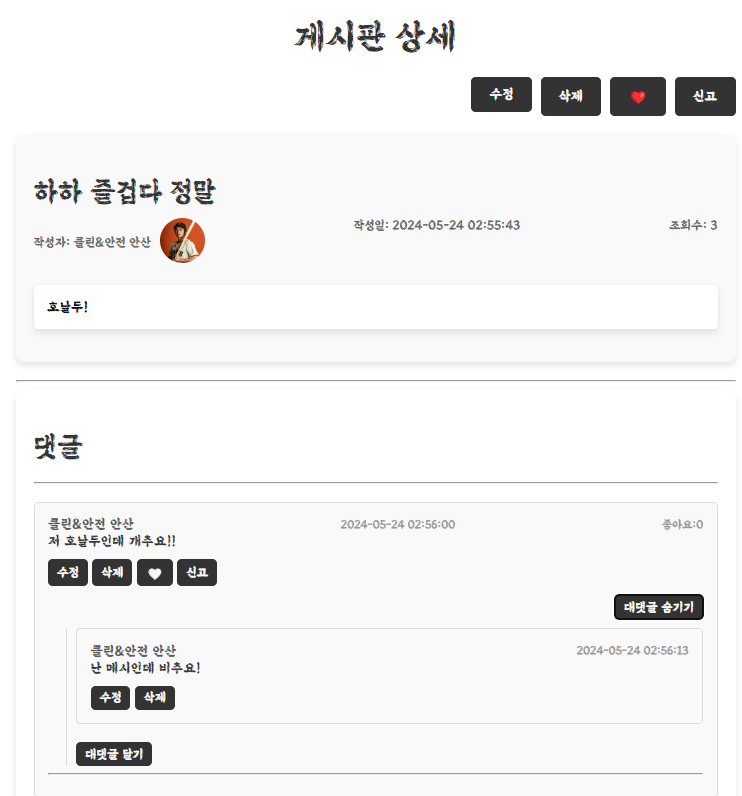 게시판 상세
수정 삭제 ❤️ 신고
하하 즐겁다 정말
작성자: 클린&안전 안산 작성일: 2024-05-24 02:55:43 조회수: 3
호날두!
댓글
클린&안전 안산 2024-05-24 02:56:00 좋아요:0
저 호날두인데 개추요!!
수정 삭제 🤍 신고
대댓글 숨기기
클린&안전 안산 2024-05-24 02:56:13
난 메시인데 비추요!
수정 삭제
대댓글 달기